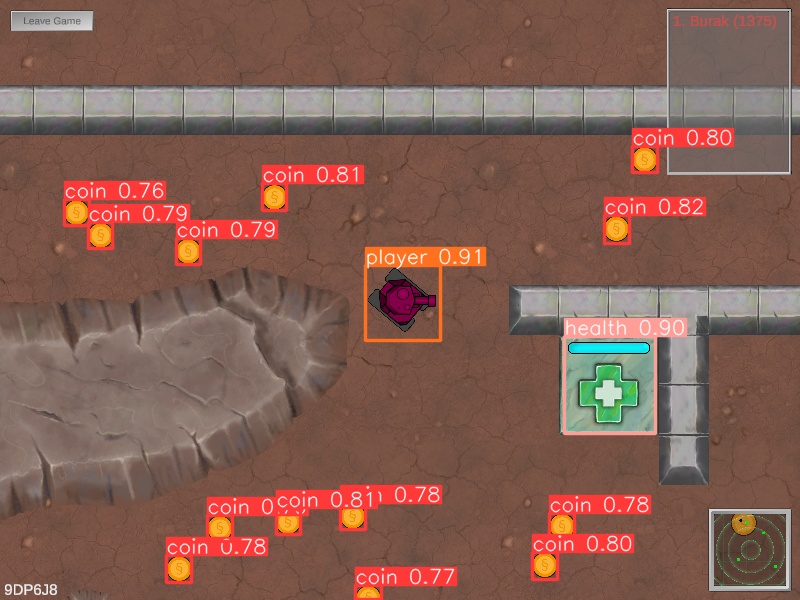 Leave Game
1. Burak (1375)
coin 0.80
coin 0.81
coin 0.76
coin 0.79
coin 0.82
coin 0.79
player 0.91
health 0.90
coin 0.81
0.78
coin 0.78
coin
coin 0.78
coin 0.80
coin 0.77
9DP6J8